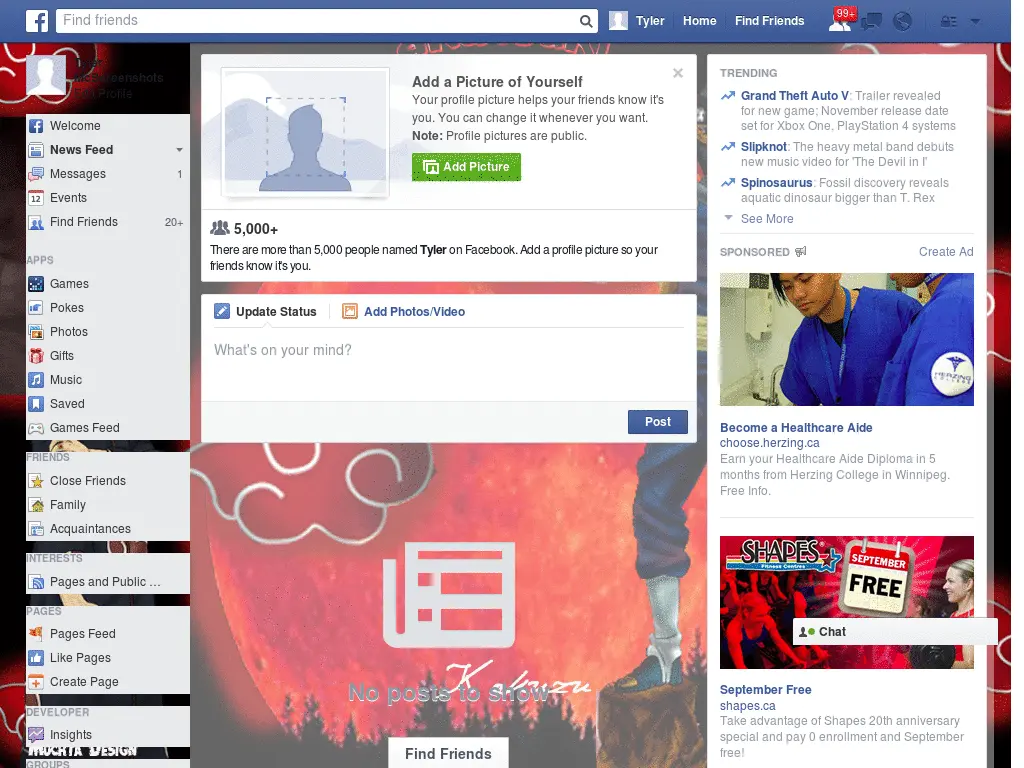 Find friends
Tyler
Home
Find Friends
99+
Tyler
McScreenshots
Edit Profile
Welcome
News Feed
Messages 1
12 Events
Find Friends 20+
APPS
Games
Pokes
Photos
Gifts
Music
Saved
Games Feed
FRIENDS
Close Friends
Family
Acquaintances
INTERESTS
Pages and Public ...
PAGES
Pages Feed
Like Pages
Create Page
DEVELOPER
Insights
MUCHTA DESIGN
GROUPS
Add a Picture of Yourself
Your profile picture helps your friends know it's
you. You can change it whenever you want.
Note: Profile pictures are public.
Add Picture
5,000+
There are more than 5,000 people named Tyler on Facebook. Add a profile picture so your
friends know it's you.
Update Status
Add Photos/Video
What's on your mind?
Post
No posts to show
Find Friends
TRENDING
Grand Theft Auto V: Trailer revealed
for new game; November release date
set for Xbox One, PlayStation 4 systems
Slipknot: The heavy metal band debuts
new music video for 'The Devil in I'
Spinosaurus: Fossil discovery reveals
aquatic dinosaur bigger than T. Rex
See More
SPONSORED
Create Ad
HERZING
COLLEGE
Become a Healthcare Aide
choose.herzing.ca
Earn your Healthcare Aide Diploma in 5
months from Herzing College in Winnipeg.
Free Info.
SHAPES
Fitness Centres
SEPTEMBER
FREE
Chat
September Free
shapes.ca
Take advantage of Shapes 20th anniversary
special and pay 0 enrollment and September
free!